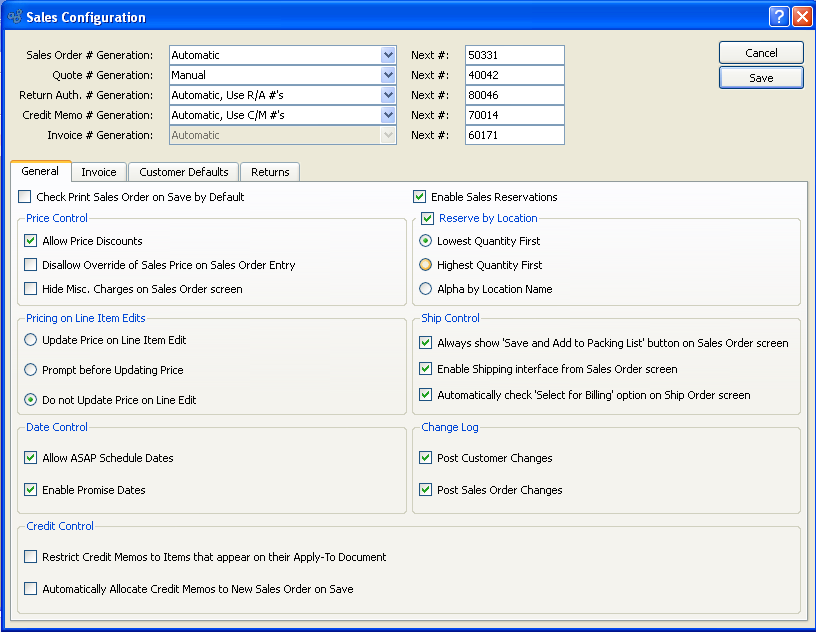 Sales Configuration
Sales Order # Generation: Automatic Next #: 50331 Cancel
Quote # Generation: Manual Next #: 40042 Save
Return Auth. # Generation: Automatic, Use R/A #'s Next #: 80046
Credit Memo # Generation: Automatic, Use C/M #'s Next #: 70014
Invoice # Generation: Automatic Next #: 60171
General Invoice Customer Defaults Returns
Check Print Sales Order on Save by Default
Price Control
Allow Price Discounts
Disallow Override of Sales Price on Sales Order Entry
Hide Misc. Charges on Sales Order screen
Pricing on Line Item Edits
Update Price on Line Item Edit
Prompt before Updating Price
Do not Update Price on Line Edit
Date Control
Allow ASAP Schedule Dates
Enable Promise Dates
Enable Sales Reservations
Reserve by Location
Lowest Quantity First
Highest Quantity First
Alpha by Location Name
Ship Control
Always show 'Save and Add to Packing List' button on Sales Order screen
Enable Shipping interface from Sales Order screen
Automatically check 'Select for Billing' option on Ship Order screen
Change Log
Post Customer Changes
Post Sales Order Changes
Credit Control
Restrict Credit Memos to Items that appear on their Apply-To Document
Automatically Allocate Credit Memos to New Sales Order on Save